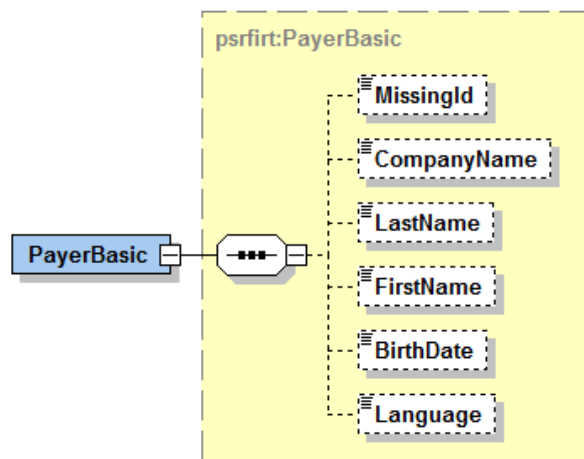 psrfirt:PayerBasic
MissingId
CompanyName
LastName
PayerBasic
FirstName
BirthDate
Language